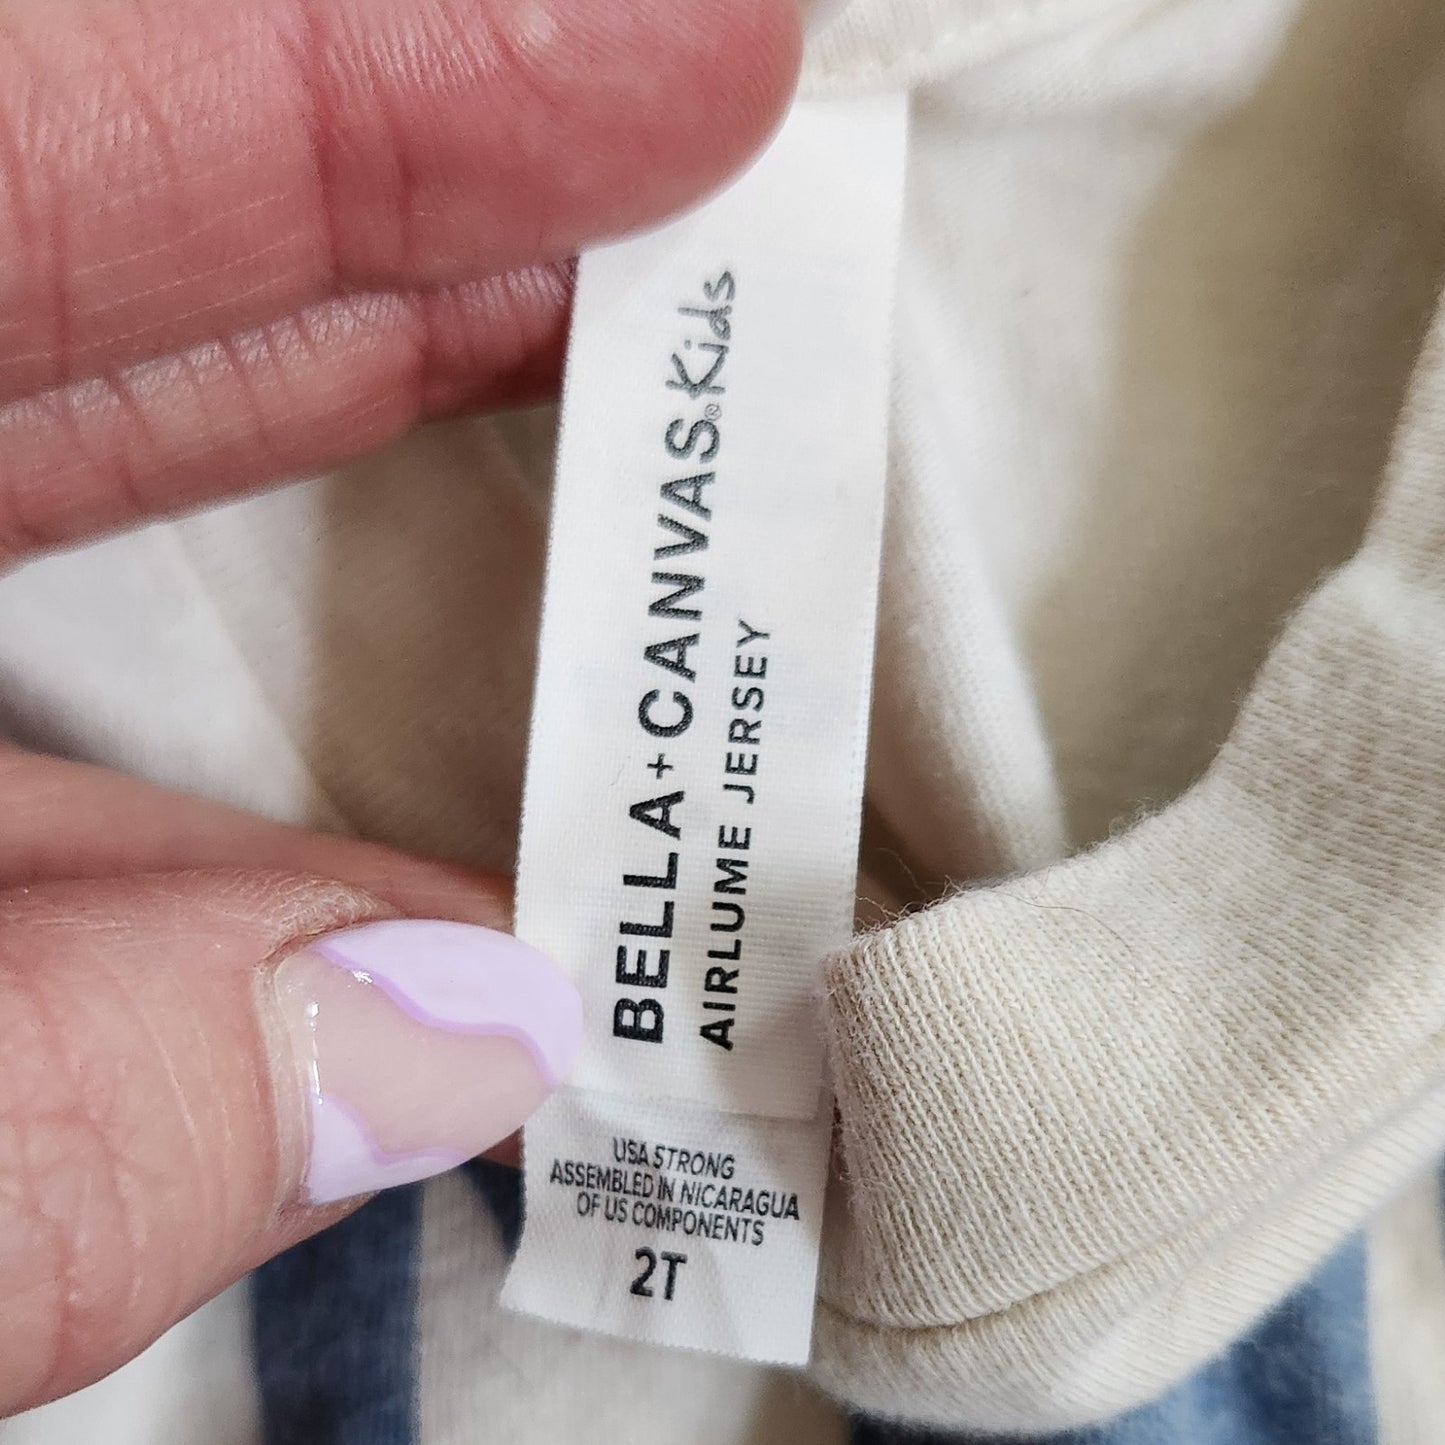 BELLA+CANVAS®Kids
AIRLUME JERSEY
USA STRONG
ASSEMBLED IN NICARAGUA
OF US COMPONENTS
2T